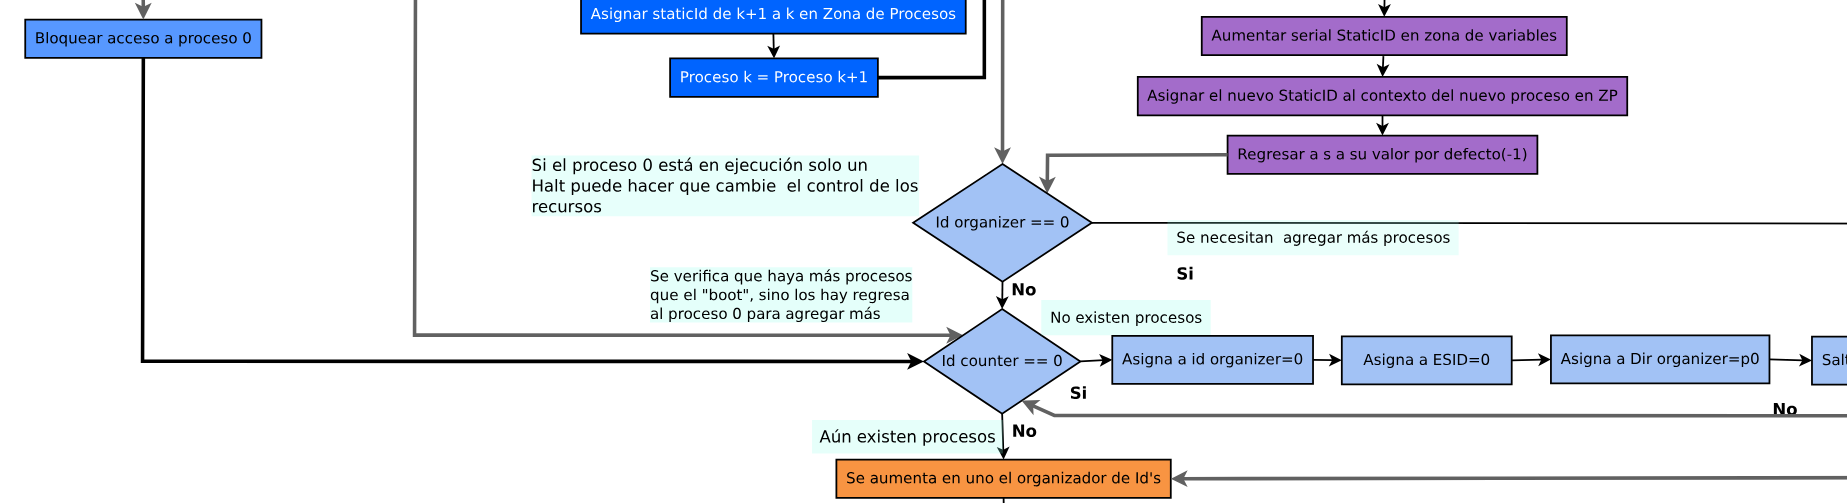 Asignar staticId de k+1 a k en Zona de Procesos
Aumentar serial StaticID en zona de variables
Bloquear acceso a proceso 0
Proceso k = Proceso k+1
Asignar el nuevo StaticID al contexto del nuevo proceso en ZP
Regresar a s a su valor por defecto(-1)
Si el proceso 0 está en ejecución solo un
Halt puede hacer que cambie  el control de los
recursos
Id organizer == 0
Se necesitan  agregar más procesos
Si
No
Se verifica que haya más procesos
que el "boot", sino los hay regresa
al proceso 0 para agregar más
No existen procesos
Id counter == 0
Asigna a id organizer=0
Asigna a ESID=0
Asigna a Dir organizer=p0
Si
No
No
Aún existen procesos
Se aumenta en uno el organizador de Id's